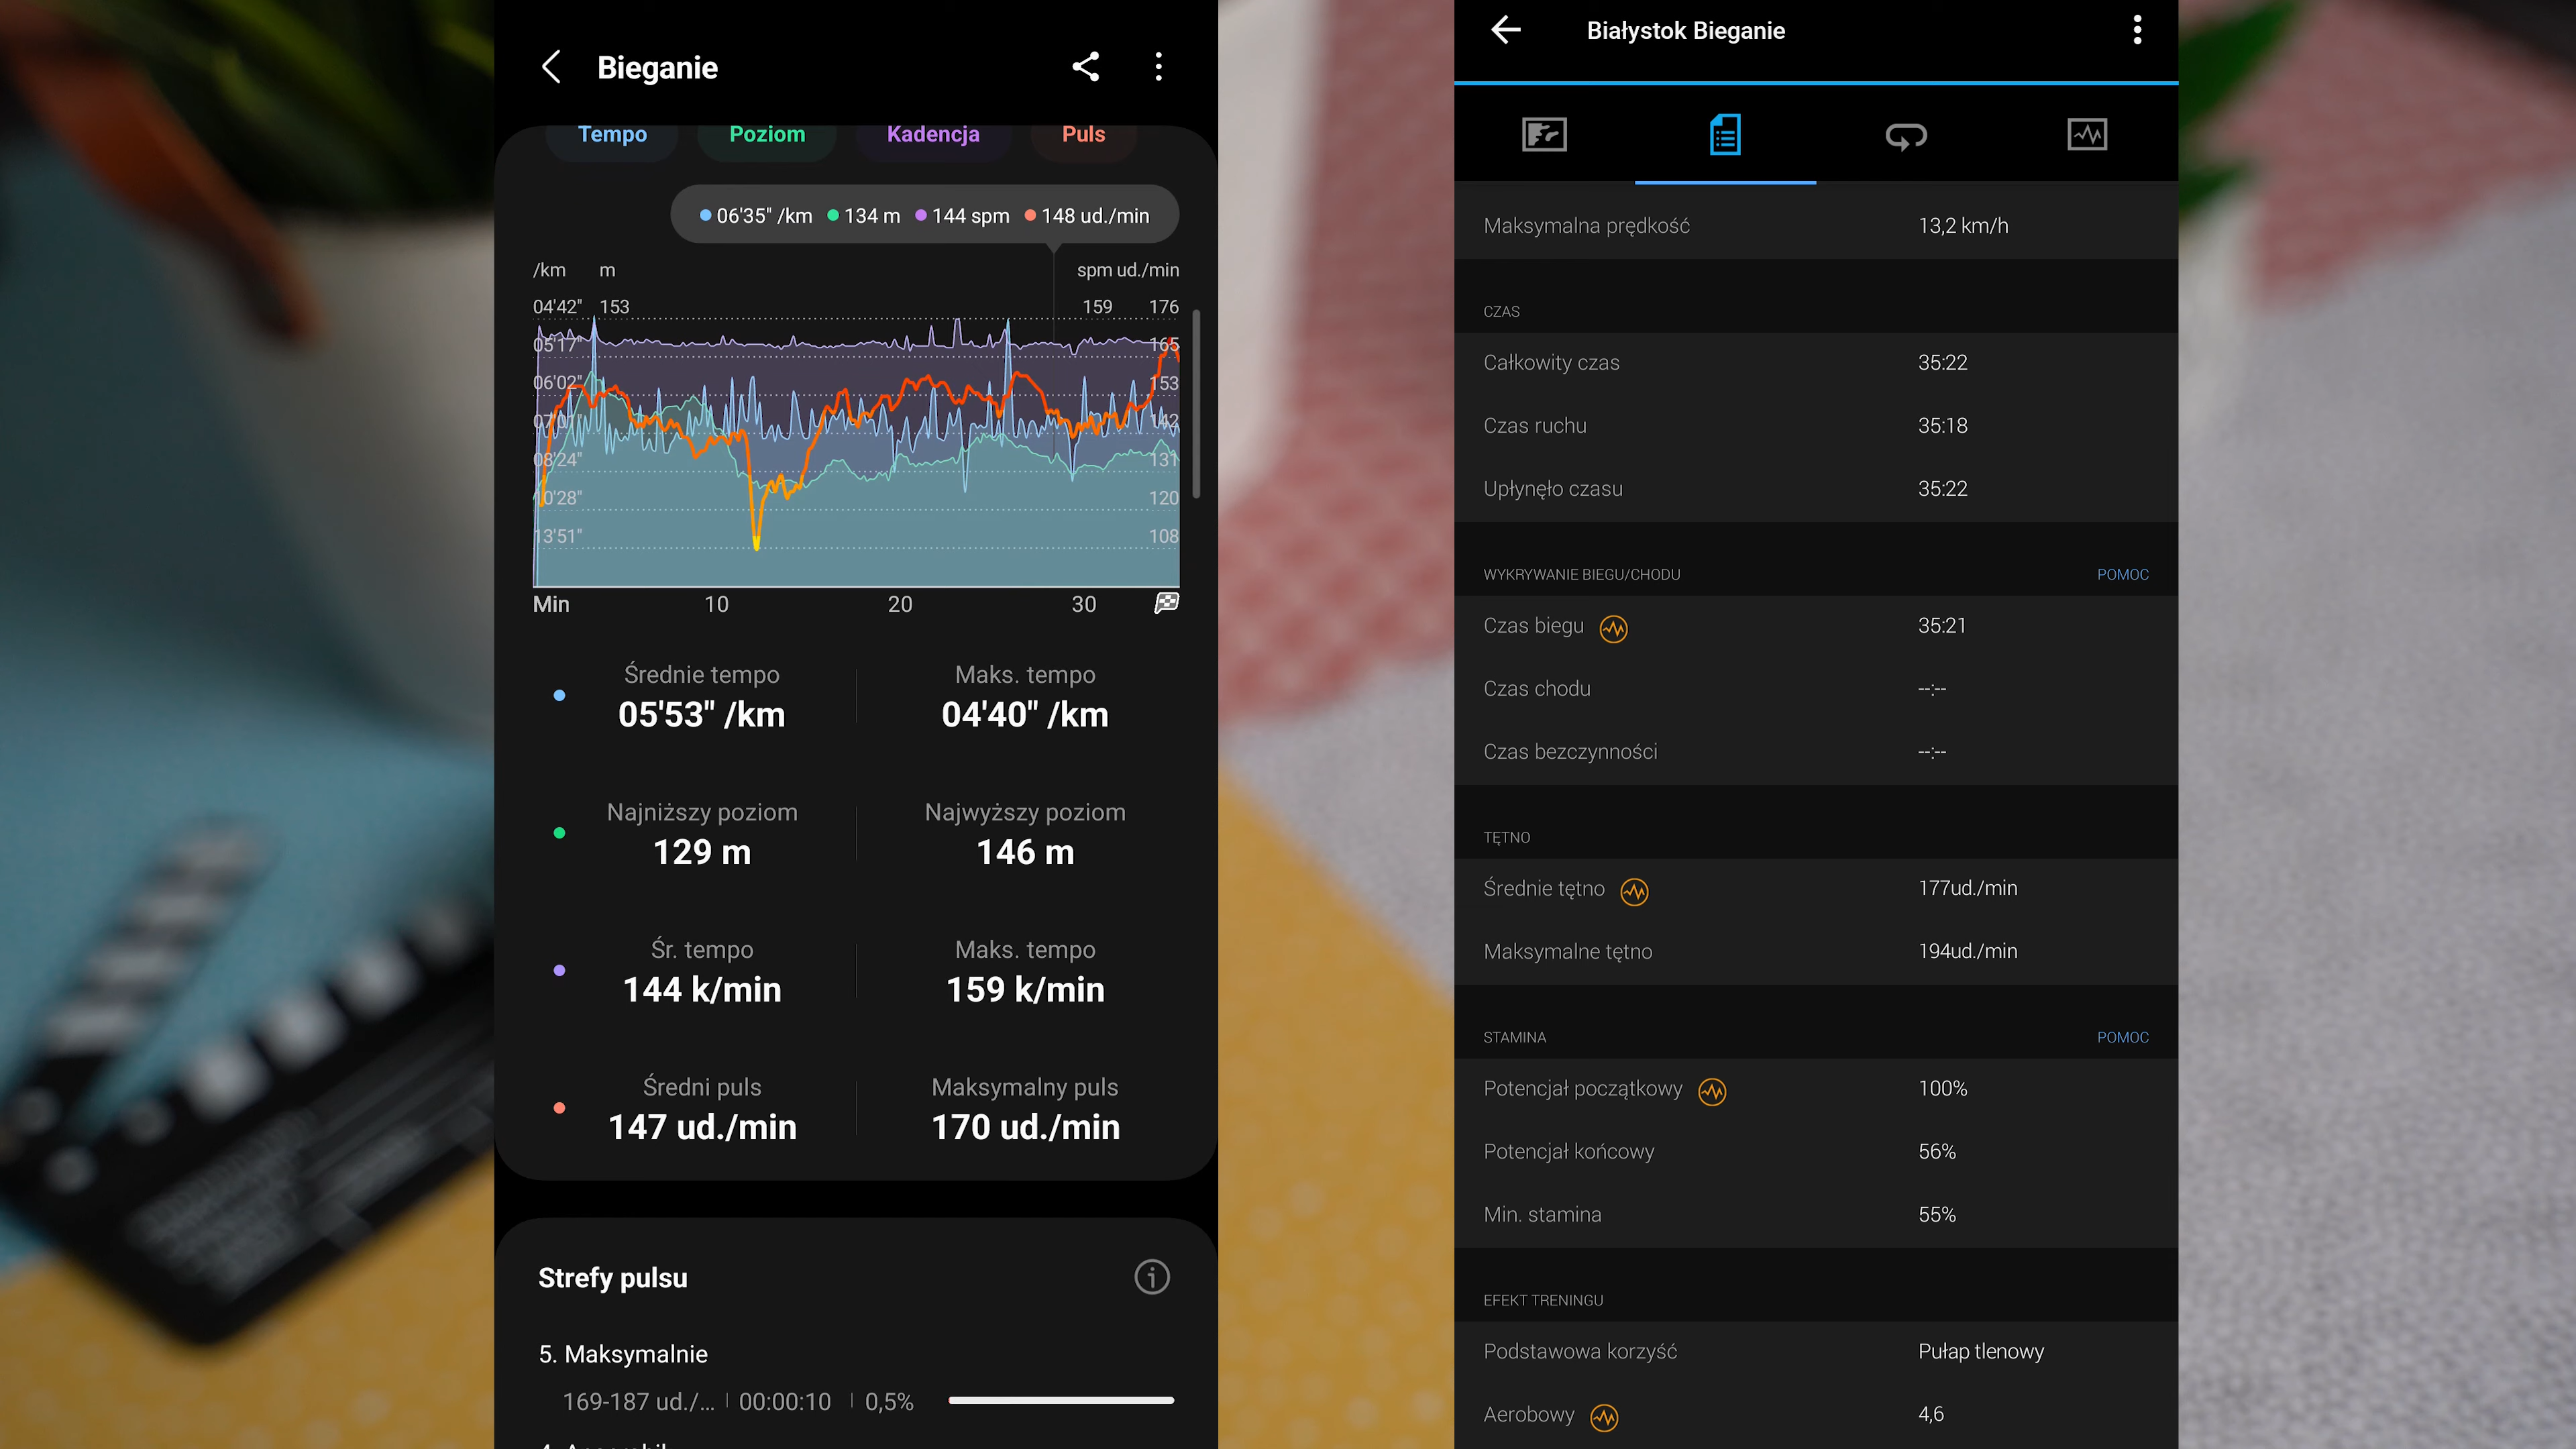 Bieganie
Tempo Poziom Kadencja Puls
06'35" /km 134 m 144 spm 148 ud./min
/km m spm ud./min
04'42" 153 159 176
05'17" 165
06'02" 153
07'07" 142
08'24" 131
10'28" 120
13'51" 108
Min 10 20 30
Średnie tempo Maks. tempo
05'53" /km 04'40" /km
Najniższy poziom Najwyższy poziom
129 m 146 m
Śr. tempo Maks. tempo
144 k/min 159 k/min
Średni puls Maksymalny puls
147 ud./min 170 ud./min
Strefy pulsu
5. Maksymalnie
169-187 ud./... 00:00:10 0,5%
Białystok Bieganie
Maksymalna prędkość 13,2 km/h
CZAS
Całkowity czas 35:22
Czas ruchu 35:18
Upłynęło czasu 35:22
WYKRYWANIE BIEGU/CHODU POMOC
Czas biegu 35:21
Czas chodu --:--
Czas bezczynności --:--
TĘTNO
Średnie tętno 177ud./min
Maksymalne tętno 194ud./min
STAMINA POMOC
Potencjał początkowy 100%
Potencjał końcowy 56%
Min. stamina 55%
EFEKT TRENINGU
Podstawowa korzyść Pułap tlenowy
Aerobowy 4,6